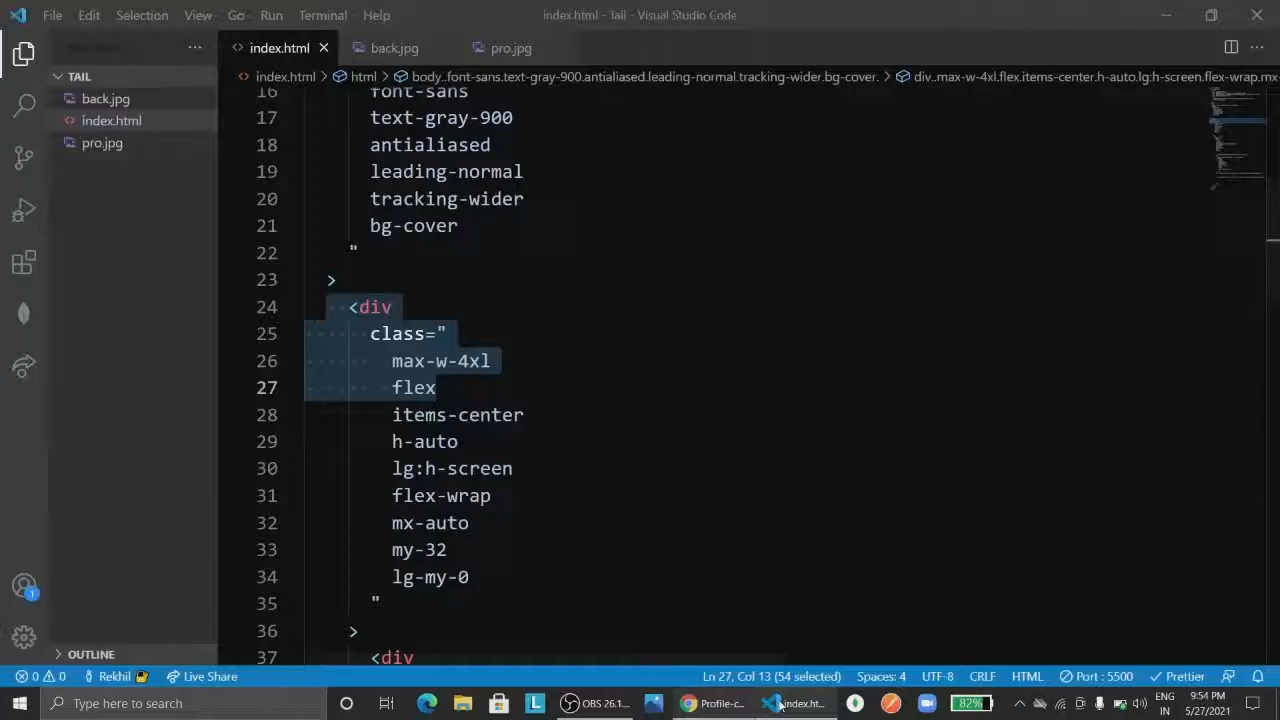 File Edit Selection View Go Run Terminal Help index.html - Tail - Visual Studio Code
index.html back.jpg pro.jpg
TAIL
index.html > html > body..font-sans.text-gray-900.antialiased.leading-normal.tracking-wider.bg-cover. > div..max-w-4xl.flex.items-center.h-auto.lg:h-screen.flex-wrap.mx
back.jpg
index.html
pro.jpg
16 font-sans
17 text-gray-900
18 antialiased
19 leading-normal
20 tracking-wider
21 bg-cover
22 "
23 >
24 <div
25 class="
26 max-w-4xl
27 flex
28 items-center
29 h-auto
30 lg:h-screen
31 flex-wrap
32 mx-auto
33 my-32
34 lg-my-0
35 "
36 >
37 <div
1
OUTLINE
0 0 Rekhil Live Share Ln 27, Col 13 (54 selected) Spaces: 4 UTF-8 CRLF HTML Port : 5500 Prettier
Type here to search L OBS 26.1... Profile-c... index.ht... 82% ENG IN 9:54 PM 5/27/2021